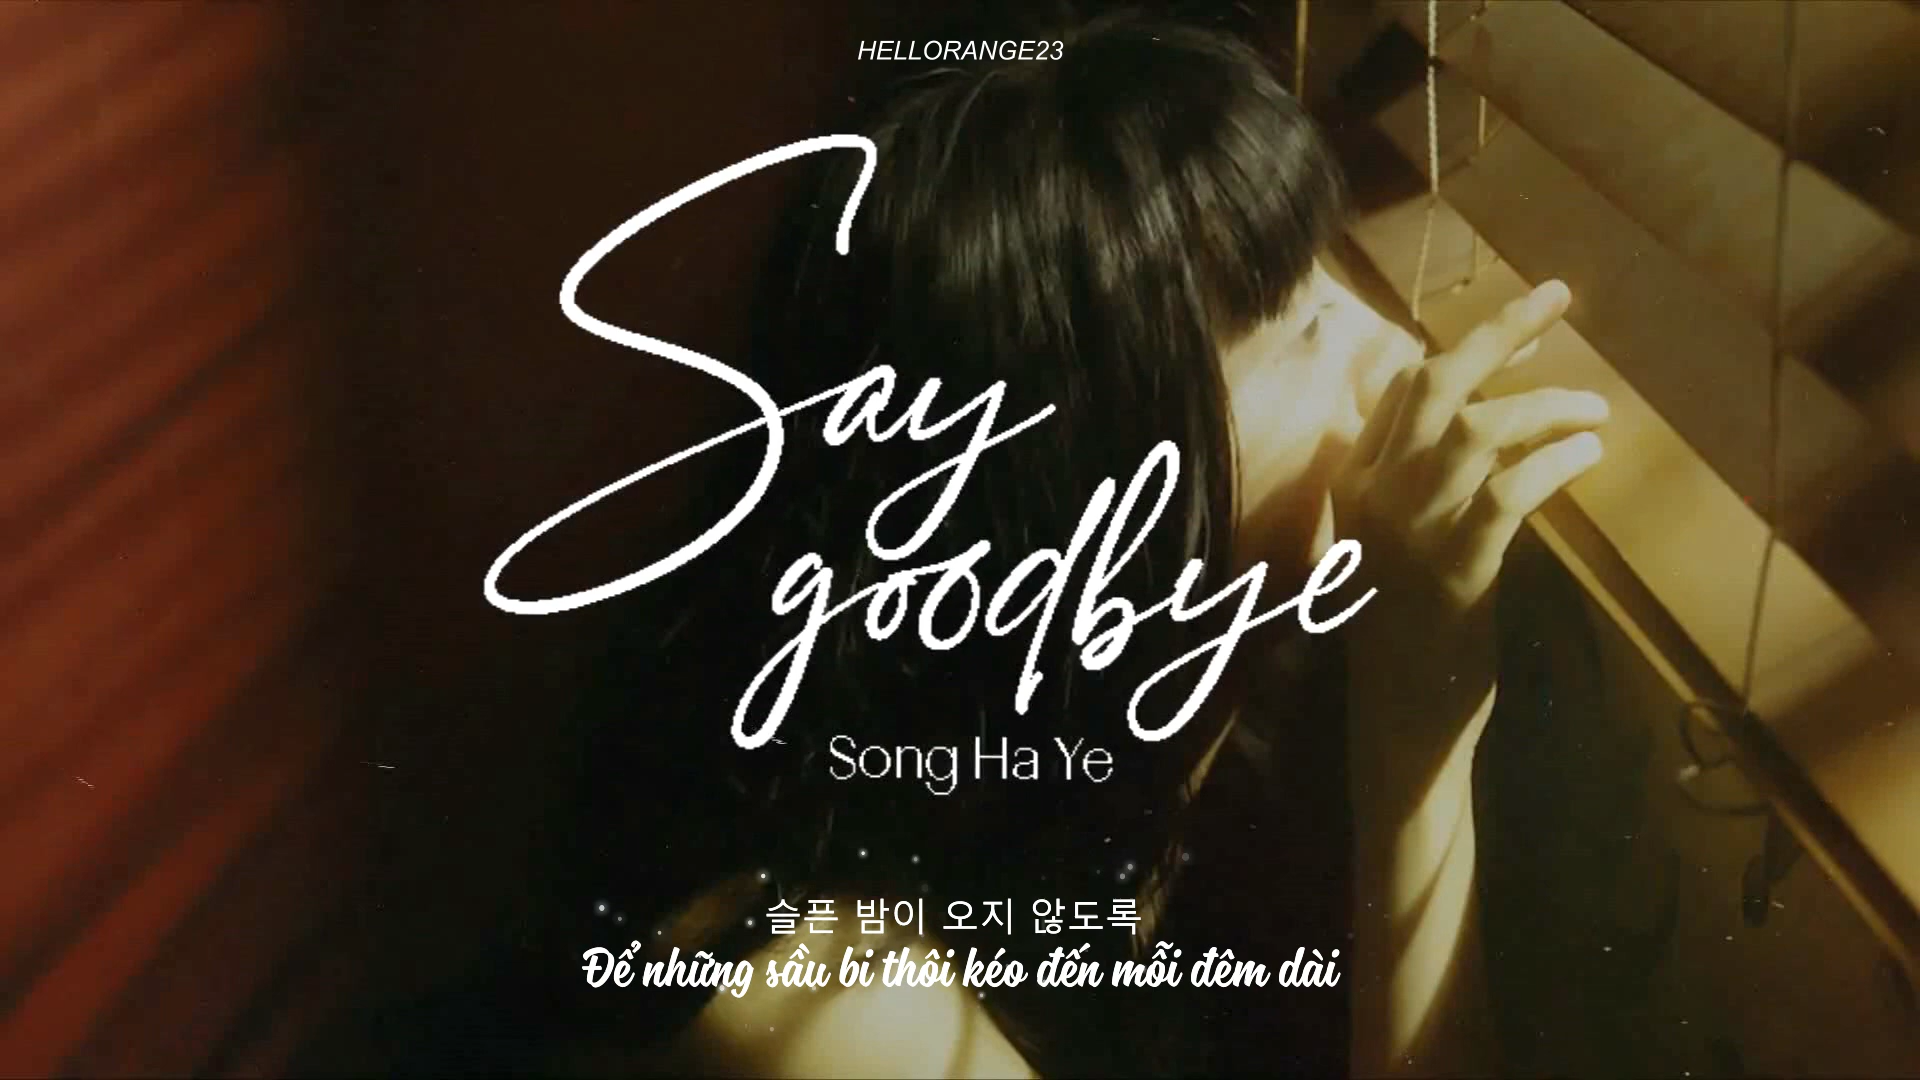 HELLORANGE23
Say
goodbye
Song Ha Ye
슬픈 밤이 오지 않도록
Để những sầu bi thôi kéo đến mỗi đêm dài